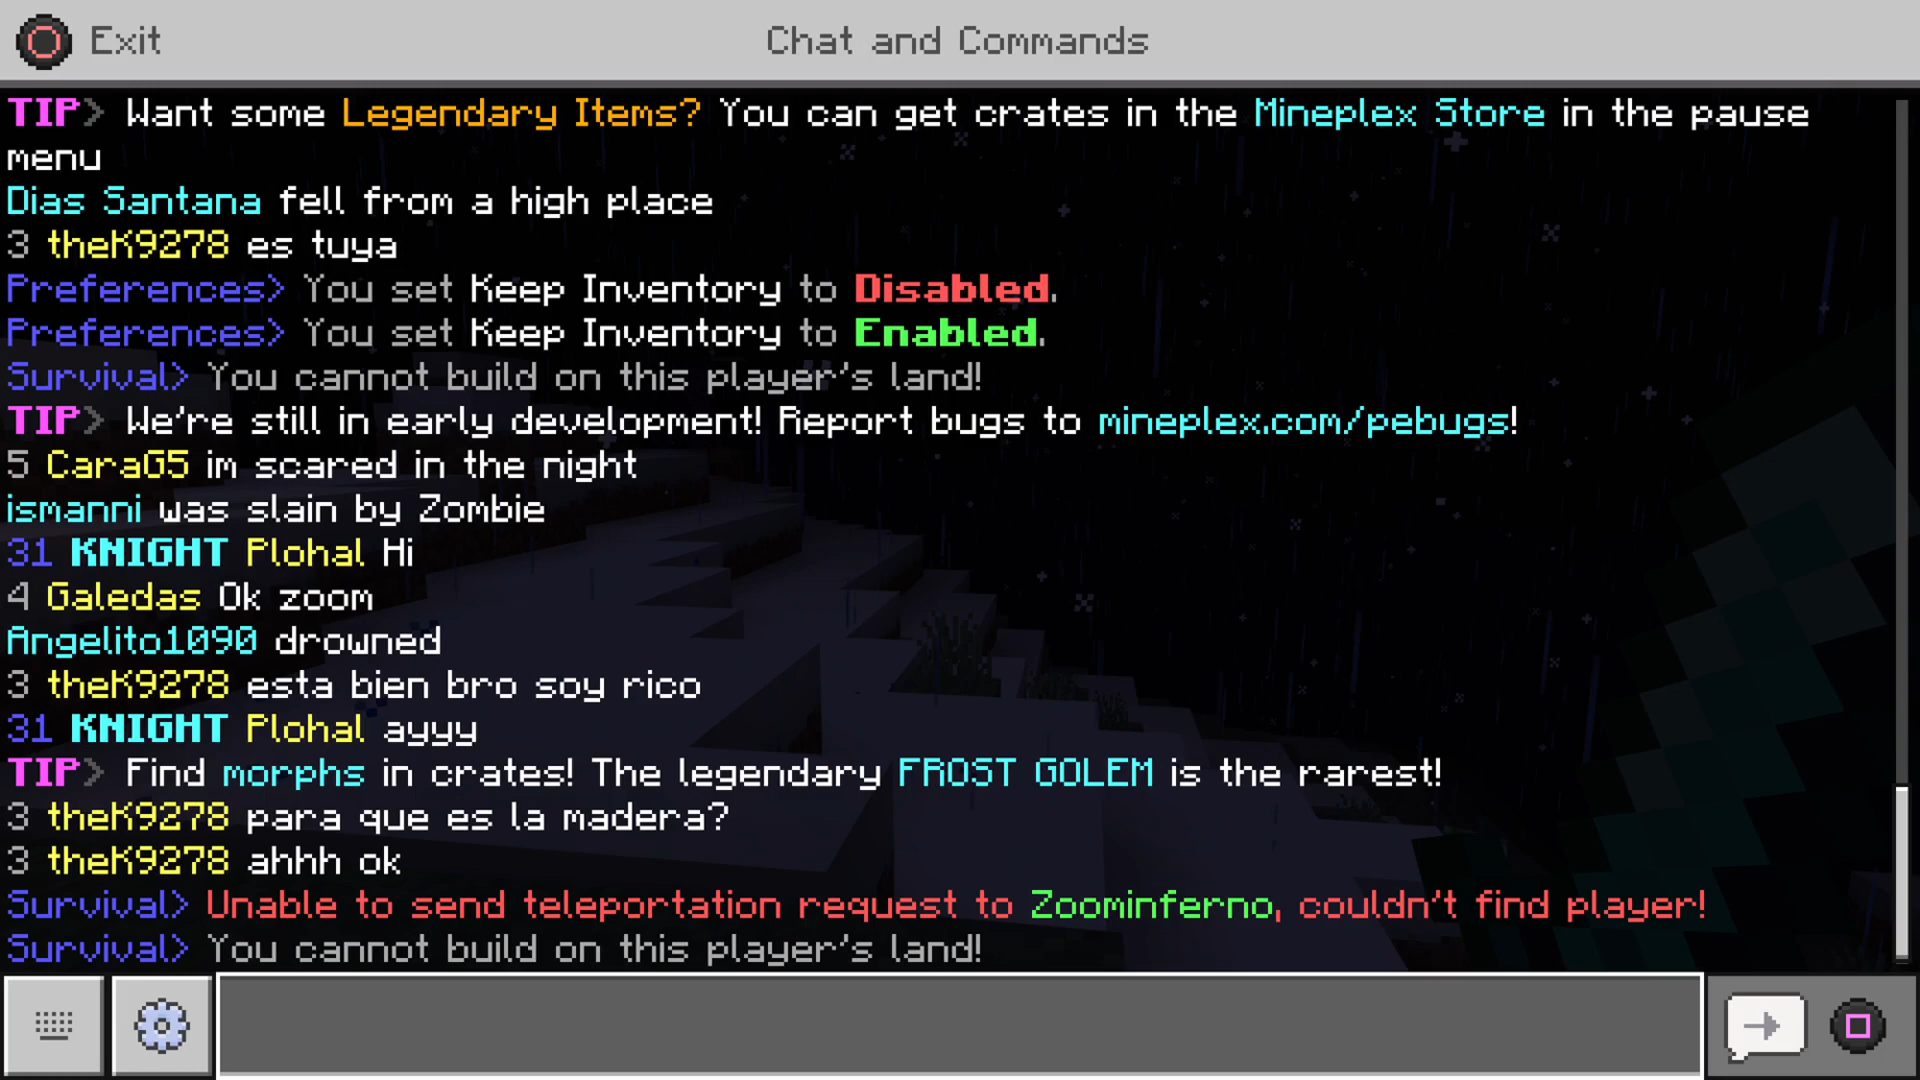 Exit
Chat and Commands
TIP> Want some Legendary Items? You can get crates in the Mineplex Store in the pause
menu
Dias Santana fell from a high place
3 theK9278 es tuya
Preferences> You set Keep Inventory to Disabled.
Preferences> You set Keep Inventory to Enabled.
Survival> You cannot build on this player's land!
TIP> We're still in early development! Report bugs to mineplex.com/pebugs!
5 CaraG5 im scared in the night
ismanni was slain by Zombie
31 KNIGHT Plohal Hi
4 Galedas Ok zoom
Angelito1090 drowned
3 theK9278 esta bien bro soy rico
31 KNIGHT Plohal ayyy
TIP> Find morphs in crates! The legendary FROST GOLEM is the rarest!
3 theK9278 para que es la madera?
3 theK9278 ahhh ok
Survival> Unable to send teleportation request to Zoominferno, couldn't find player!
Survival> You cannot build on this player's land!